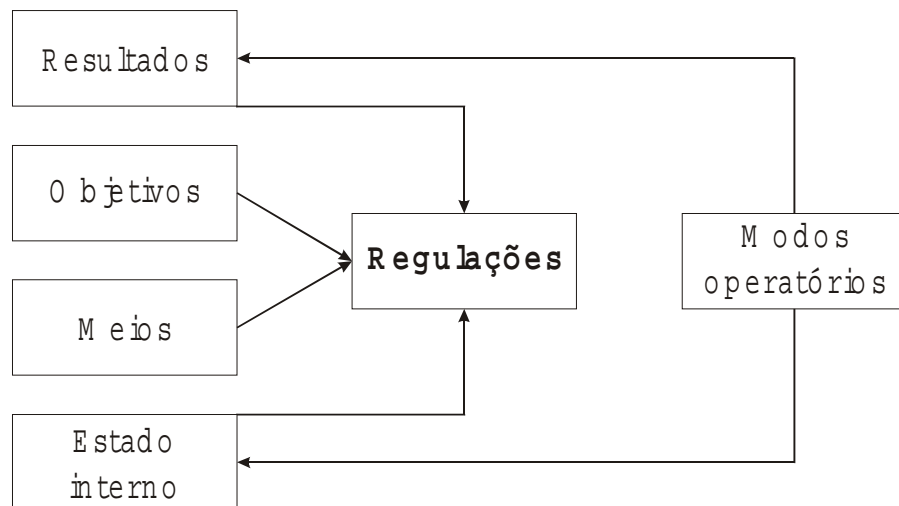 Resultados
Objetivos
Regulações
Modos
operatórios
Meios
Estado
interno